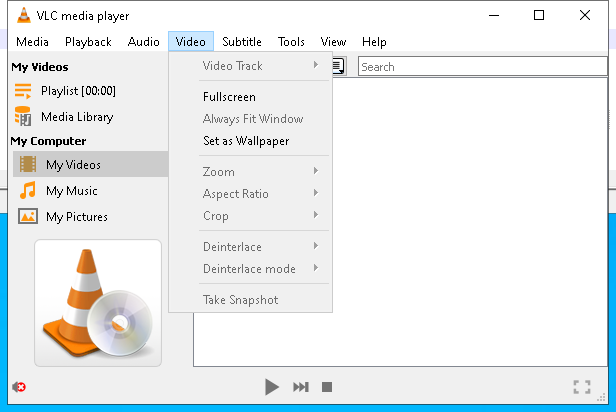 VLC media player
Media Playback Audio Video Subtitle Tools View Help
My Videos
Playlist [00:00]
Media Library
My Computer
My Videos
My Music
My Pictures
Video Track
Fullscreen
Always Fit Window
Set as Wallpaper
Zoom
Aspect Ratio
Crop
Deinterlace
Deinterlace mode
Take Snapshot
Search